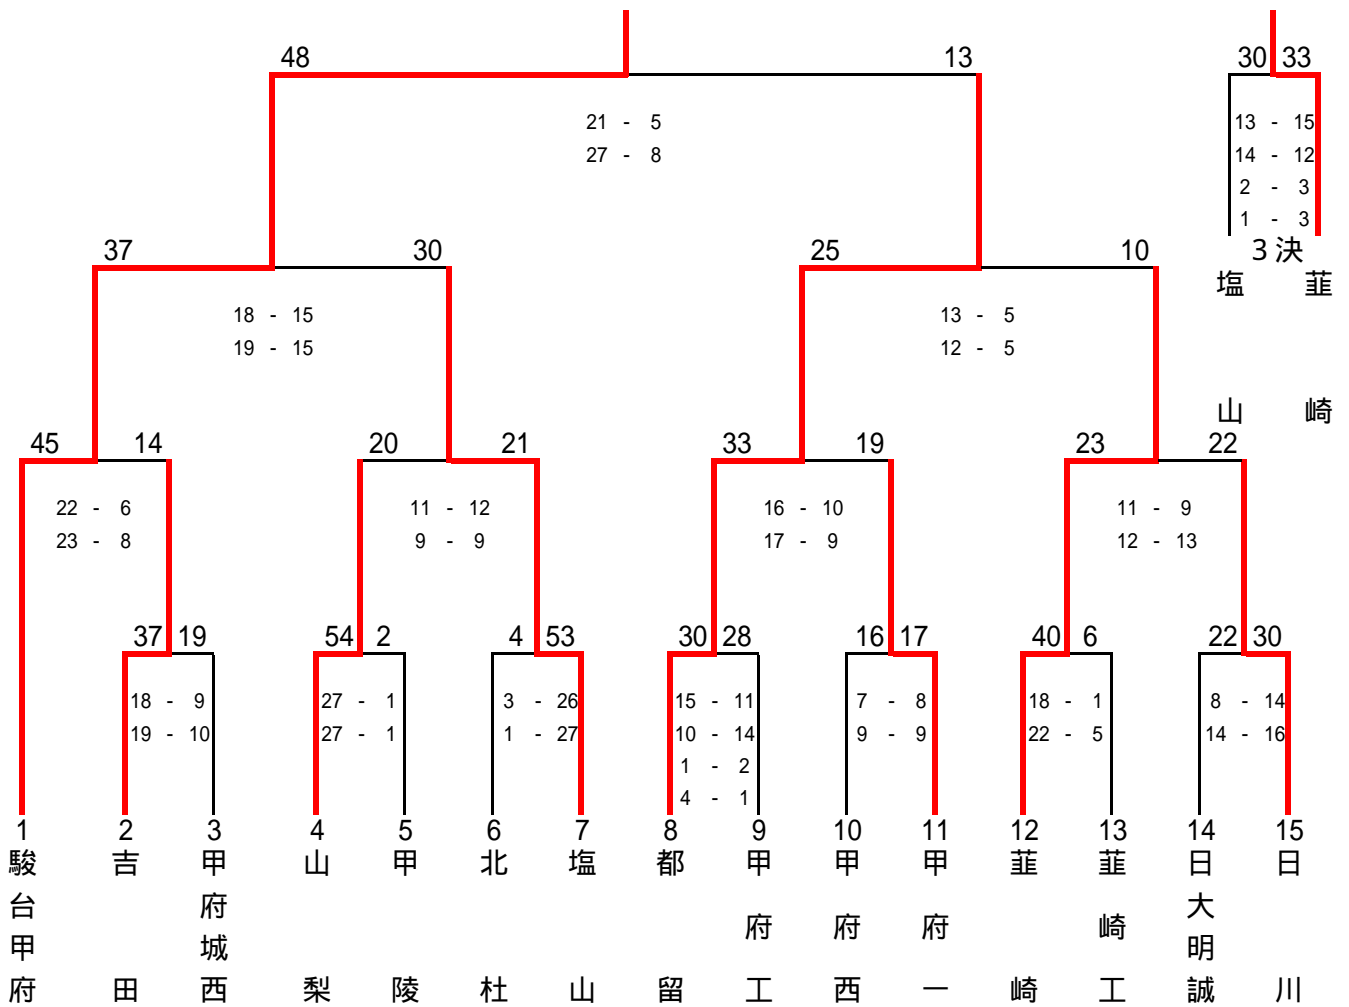 48 13 30 33
21 - 5 13 - 15
27 - 8 14 - 12
2 - 3
1 - 3
37 30 25 10 3決
塩山 韮崎
18 - 15 13 - 5
19 - 15 12 - 5
45 14 20 21 33 19 23 22
22 - 6 11 - 12 16 - 10 11 - 9
23 - 8 9 - 9 17 - 9 12 - 13
37 19 54 2 4 53 30 28 16 17 40 6 22 30
18 - 9 27 - 1 3 - 26 15 - 11 7 - 8 18 - 1 8 - 14
19 - 10 27 - 1 1 - 27 10 - 14 9 - 9 22 - 5 14 - 16
1 - 2
4 - 1
1 2 3 4 5 6 7 8 9 10 11 12 13 14 15
駿台甲府
吉田
甲府城西
山梨
甲陵
北杜
塩山
都留
甲府工
甲府西
甲府一
韮崎
韮崎工
日大明誠
日川